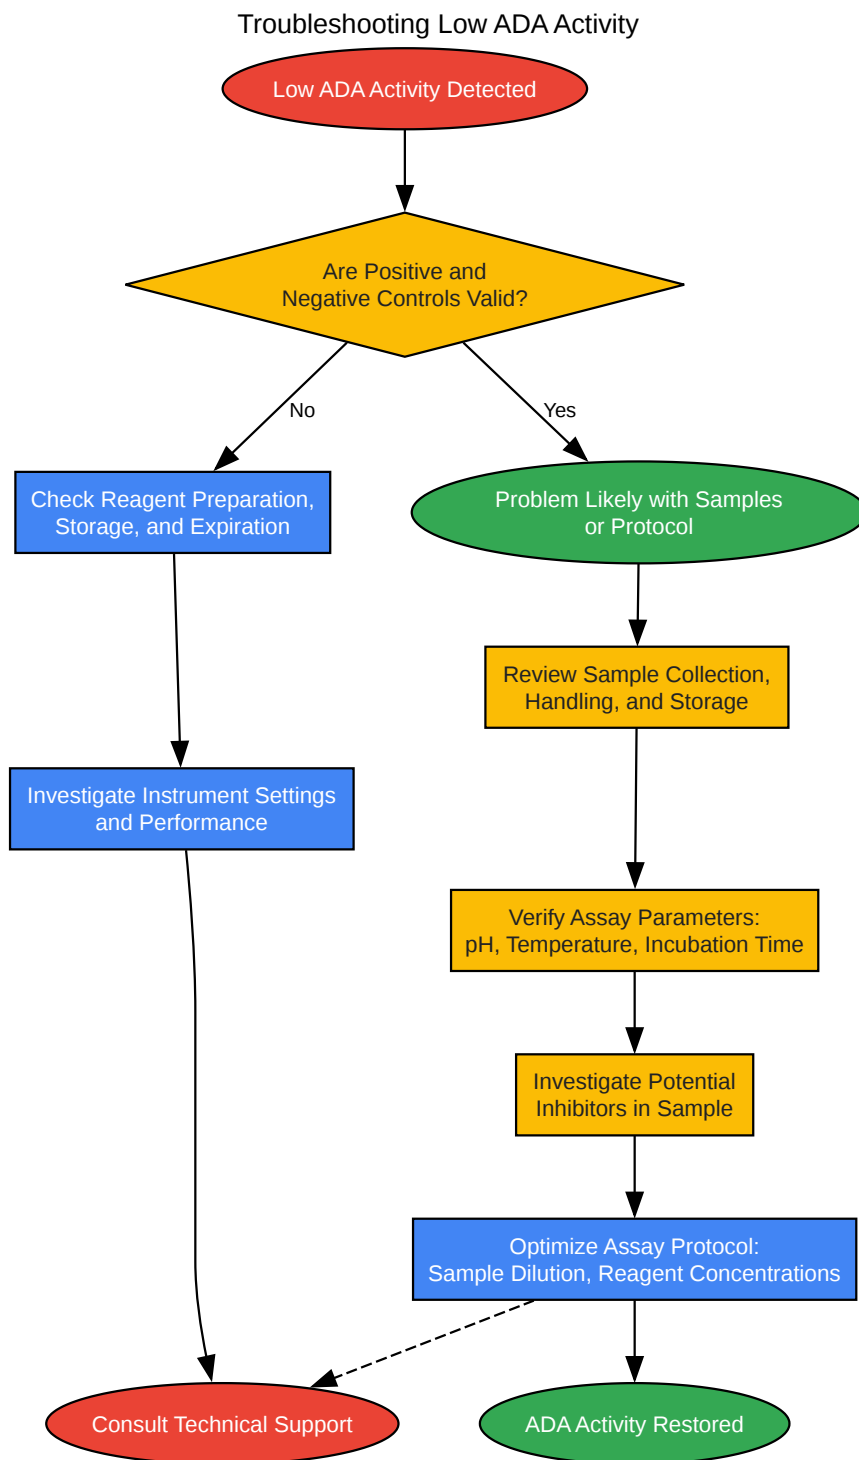 Troubleshooting Low ADA Activity
Low ADA Activity Detected
Are Positive and
Negative Controls Valid?
No
Yes
Check Reagent Preparation,
Storage, and Expiration
Problem Likely with Samples
or Protocol
Review Sample Collection,
Handling, and Storage
Investigate Instrument Settings
and Performance
Verify Assay Parameters:
pH, Temperature, Incubation Time
Investigate Potential
Inhibitors in Sample
Optimize Assay Protocol:
Sample Dilution, Reagent Concentrations
Consult Technical Support
ADA Activity Restored